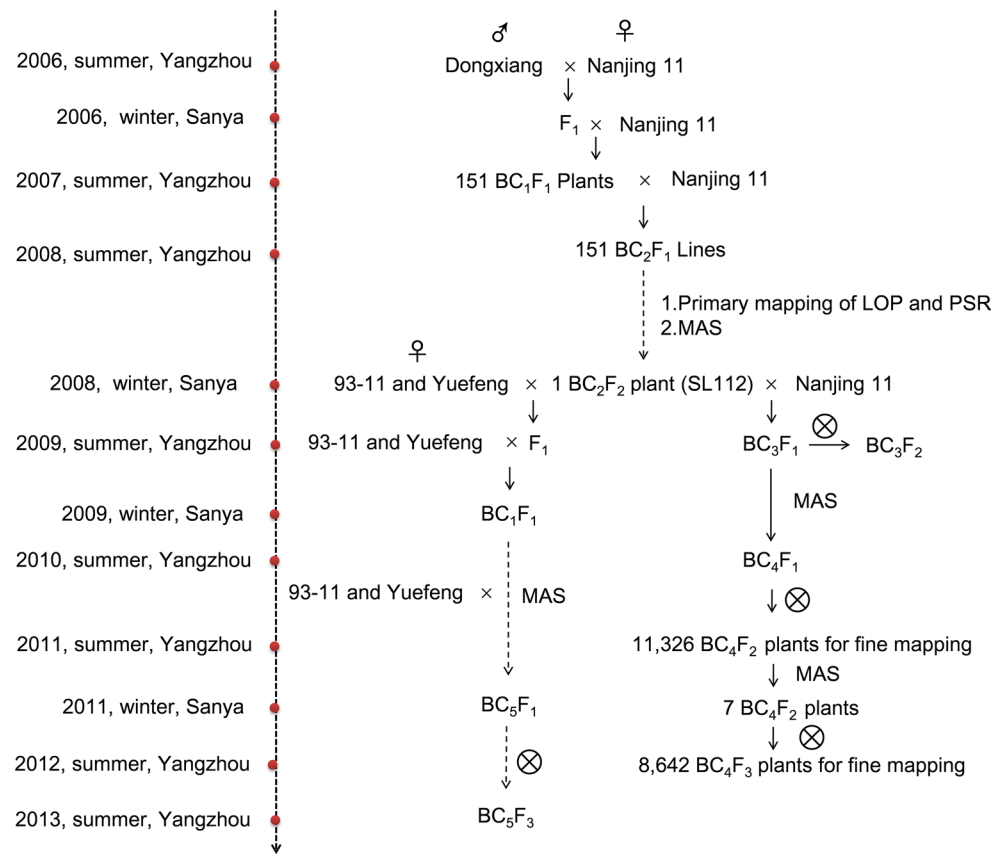 ♂ ♀
2006, summer, Yangzhou Dongxiang × Nanjing 11
2006, winter, Sanya F₁ × Nanjing 11
2007, summer, Yangzhou 151 BC₁F₁ Plants × Nanjing 11
2008, summer, Yangzhou 151 BC₂F₁ Lines
1.Primary mapping of LOP and PSR
2.MAS
♀
2008, winter, Sanya 93-11 and Yuefeng × 1 BC₂F₂ plant (SL112) × Nanjing 11
2009, summer, Yangzhou 93-11 and Yuefeng × F₁ BC₃F₁ ⊗ BC₃F₂
MAS
2009, winter, Sanya BC₁F₁
2010, summer, Yangzhou BC₄F₁
93-11 and Yuefeng × MAS ⊗
2011, summer, Yangzhou 11,326 BC₄F₂ plants for fine mapping
MAS
2011, winter, Sanya BC₅F₁ 7 BC₄F₂ plants
⊗ ⊗
2012, summer, Yangzhou 8,642 BC₄F₃ plants for fine mapping
2013, summer, Yangzhou BC₅F₃